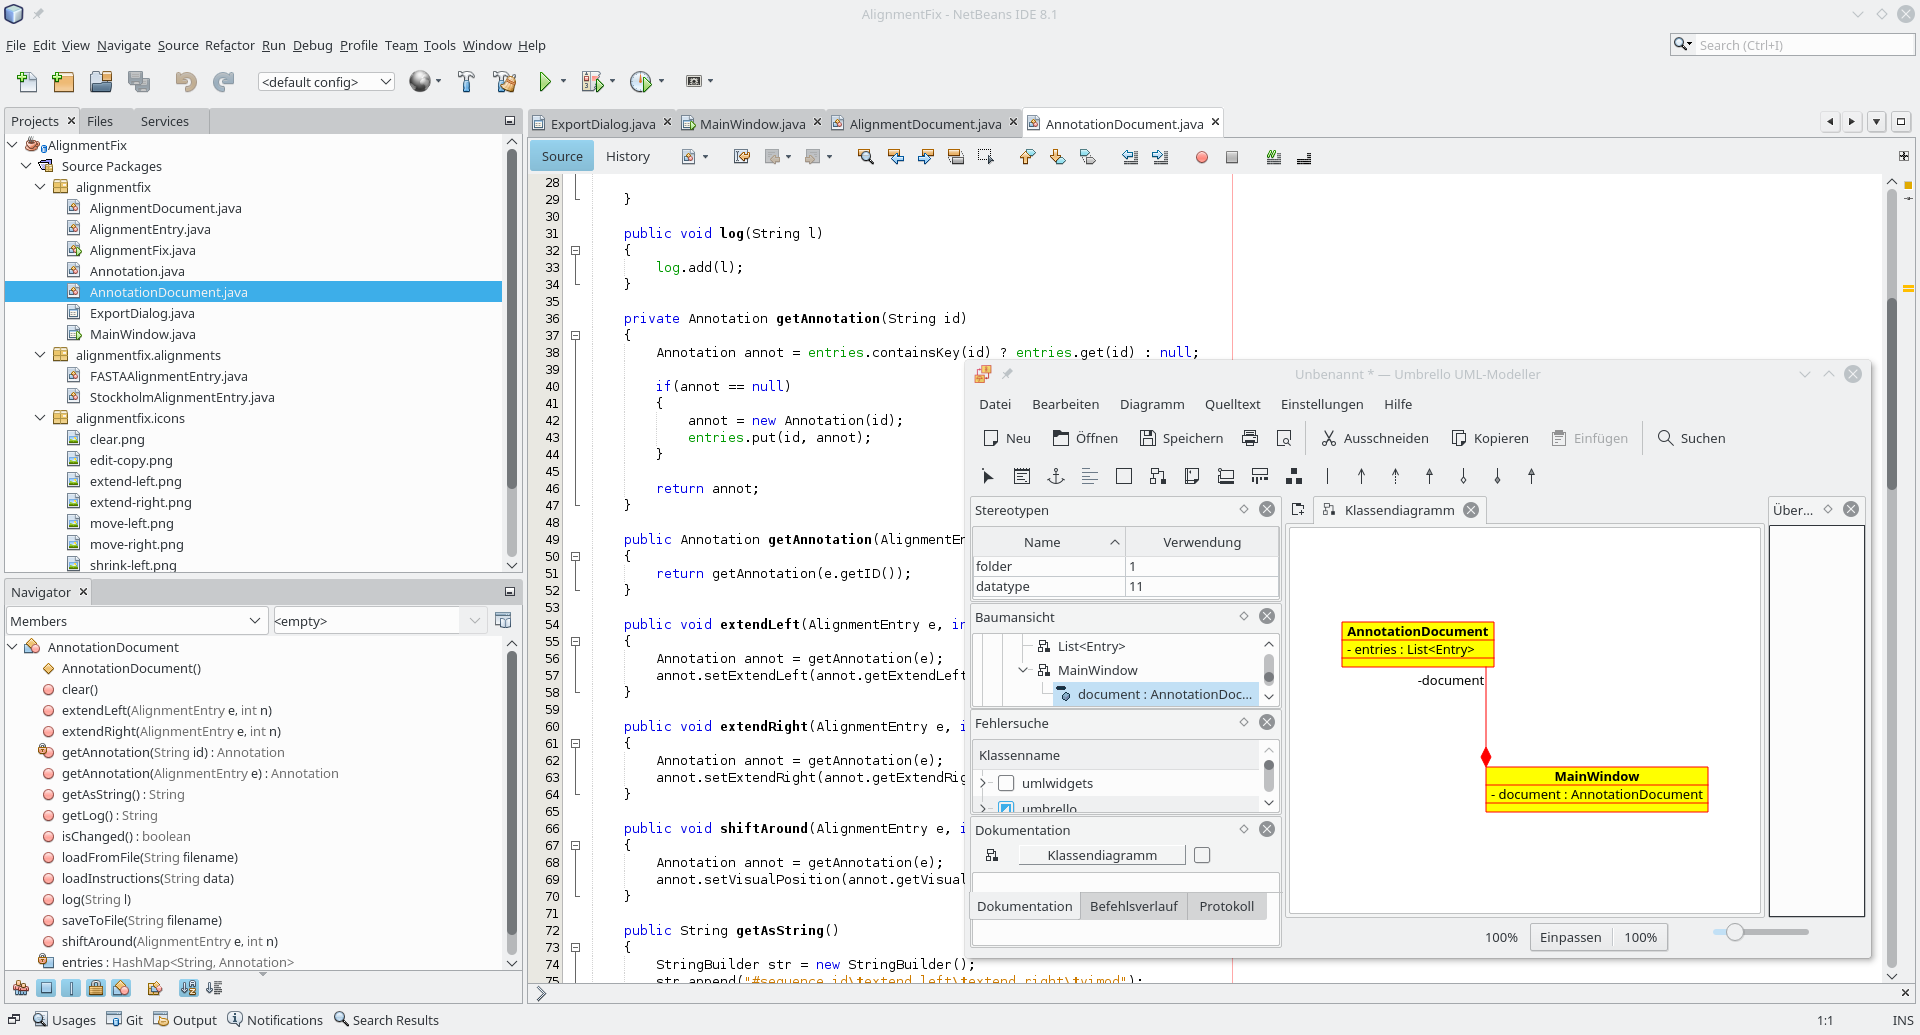 AlignmentFix - NetBeans IDE 8.1
File Edit View Navigate Source Refactor Run Debug Profile Team Tools Window Help
Search (Ctrl+I)
<default config>
Projects Files Services
AlignmentFix
Source Packages
alignmentfix
AlignmentDocument.java
AlignmentEntry.java
AlignmentFix.java
Annotation.java
AnnotationDocument.java
ExportDialog.java
MainWindow.java
alignmentfix.alignments
FASTAAlignmentEntry.java
StockholmAlignmentEntry.java
alignmentfix.icons
clear.png
edit-copy.png
extend-left.png
extend-right.png
move-left.png
move-right.png
shrink-left.png
Navigator
Members
<empty>
AnnotationDocument
AnnotationDocument()
clear()
extendLeft(AlignmentEntry e, int n)
extendRight(AlignmentEntry e, int n)
getAnnotation(String id) : Annotation
getAnnotation(AlignmentEntry e) : Annotation
getAsString() : String
getLog() : String
isChanged() : boolean
loadFromFile(String filename)
loadInstructions(String data)
log(String l)
saveToFile(String filename)
shiftAround(AlignmentEntry e, int n)
entries : HashMap<String, Annotation>
ExportDialog.java MainWindow.java AlignmentDocument.java AnnotationDocument.java
Source History
28
29 }
30
31 public void log(String l)
32 {
33 log.add(l);
34 }
35
36 private Annotation getAnnotation(String id)
37 {
38 Annotation annot = entries.containsKey(id) ? entries.get(id) : null;
39
40 if(annot == null)
41 {
42 annot = new Annotation(id);
43 entries.put(id, annot);
44 }
45
46 return annot;
47 }
48
49 public Annotation getAnnotation(AlignmentEn
50 {
51 return getAnnotation(e.getID());
52 }
53
54 public void extendLeft(AlignmentEntry e, in
55 {
56 Annotation annot = getAnnotation(e);
57 annot.setExtendLeft(annot.getExtendLeft
58 }
59
60 public void extendRight(AlignmentEntry e, i
61 {
62 Annotation annot = getAnnotation(e);
63 annot.setExtendRight(annot.getExtendRig
64 }
65
66 public void shiftAround(AlignmentEntry e, i
67 {
68 Annotation annot = getAnnotation(e);
69 annot.setVisualPosition(annot.getVisual
70 }
71
72 public String getAsString()
73 {
74 StringBuilder str = new StringBuilder();
75 str.append("#sequence id\textend left\textend right\tvimod");
Unbenannt * — Umbrello UML-Modeller
Datei Bearbeiten Diagramm Quelltext Einstellungen Hilfe
Neu Öffnen Speichern Ausschneiden Kopieren Einfügen Suchen
Stereotypen
Name Verwendung
folder 1
datatype 11
Baumansicht
List<Entry>
MainWindow
document : AnnotationDoc...
Fehlersuche
Klassenname
umlwidgets
umbrello
Dokumentation
Klassendiagramm
Dokumentation Befehlsverlauf Protokoll
Klassendiagramm
Über...
AnnotationDocument
- entries : List<Entry>
-document
MainWindow
- document : AnnotationDocument
100% Einpassen 100%
Usages Git Output Notifications Search Results
1:1 INS